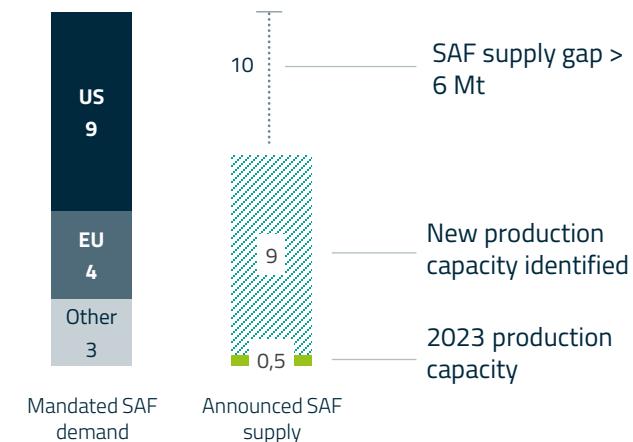 US
9
EU
4
Other
3
Mandated SAF
demand
10
9
0,5
Announced SAF
supply
SAF supply gap >
6 Mt
New production
capacity identified
2023 production
capacity